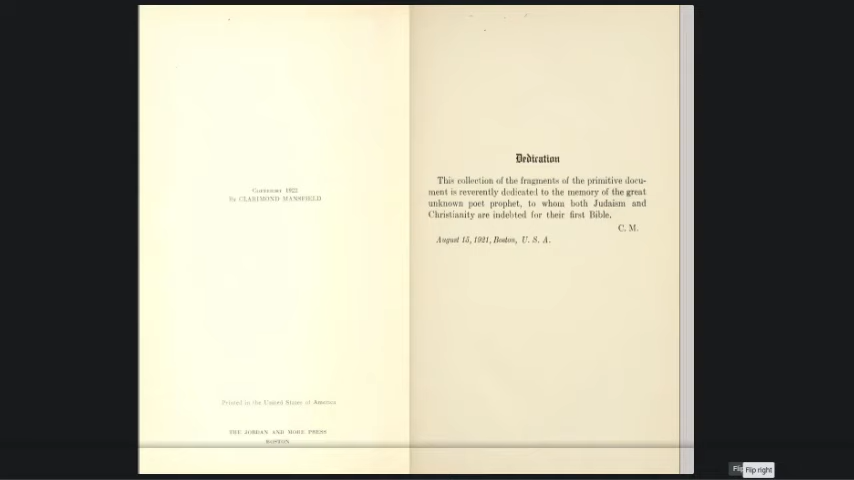 Copyright 1922
By CLARIMOND MANSFIELD
Printed in the United States of America
THE JORDAN AND MORE PRESS
BOSTON
Dedication
This collection of the fragments of the primitive docu-
ment is reverently dedicated to the memory of the great
unknown poet prophet, to whom both Judaism and
Christianity are indebted for their first Bible.
C. M.
August 15, 1921, Boston, U. S. A.
Flip
Flip right